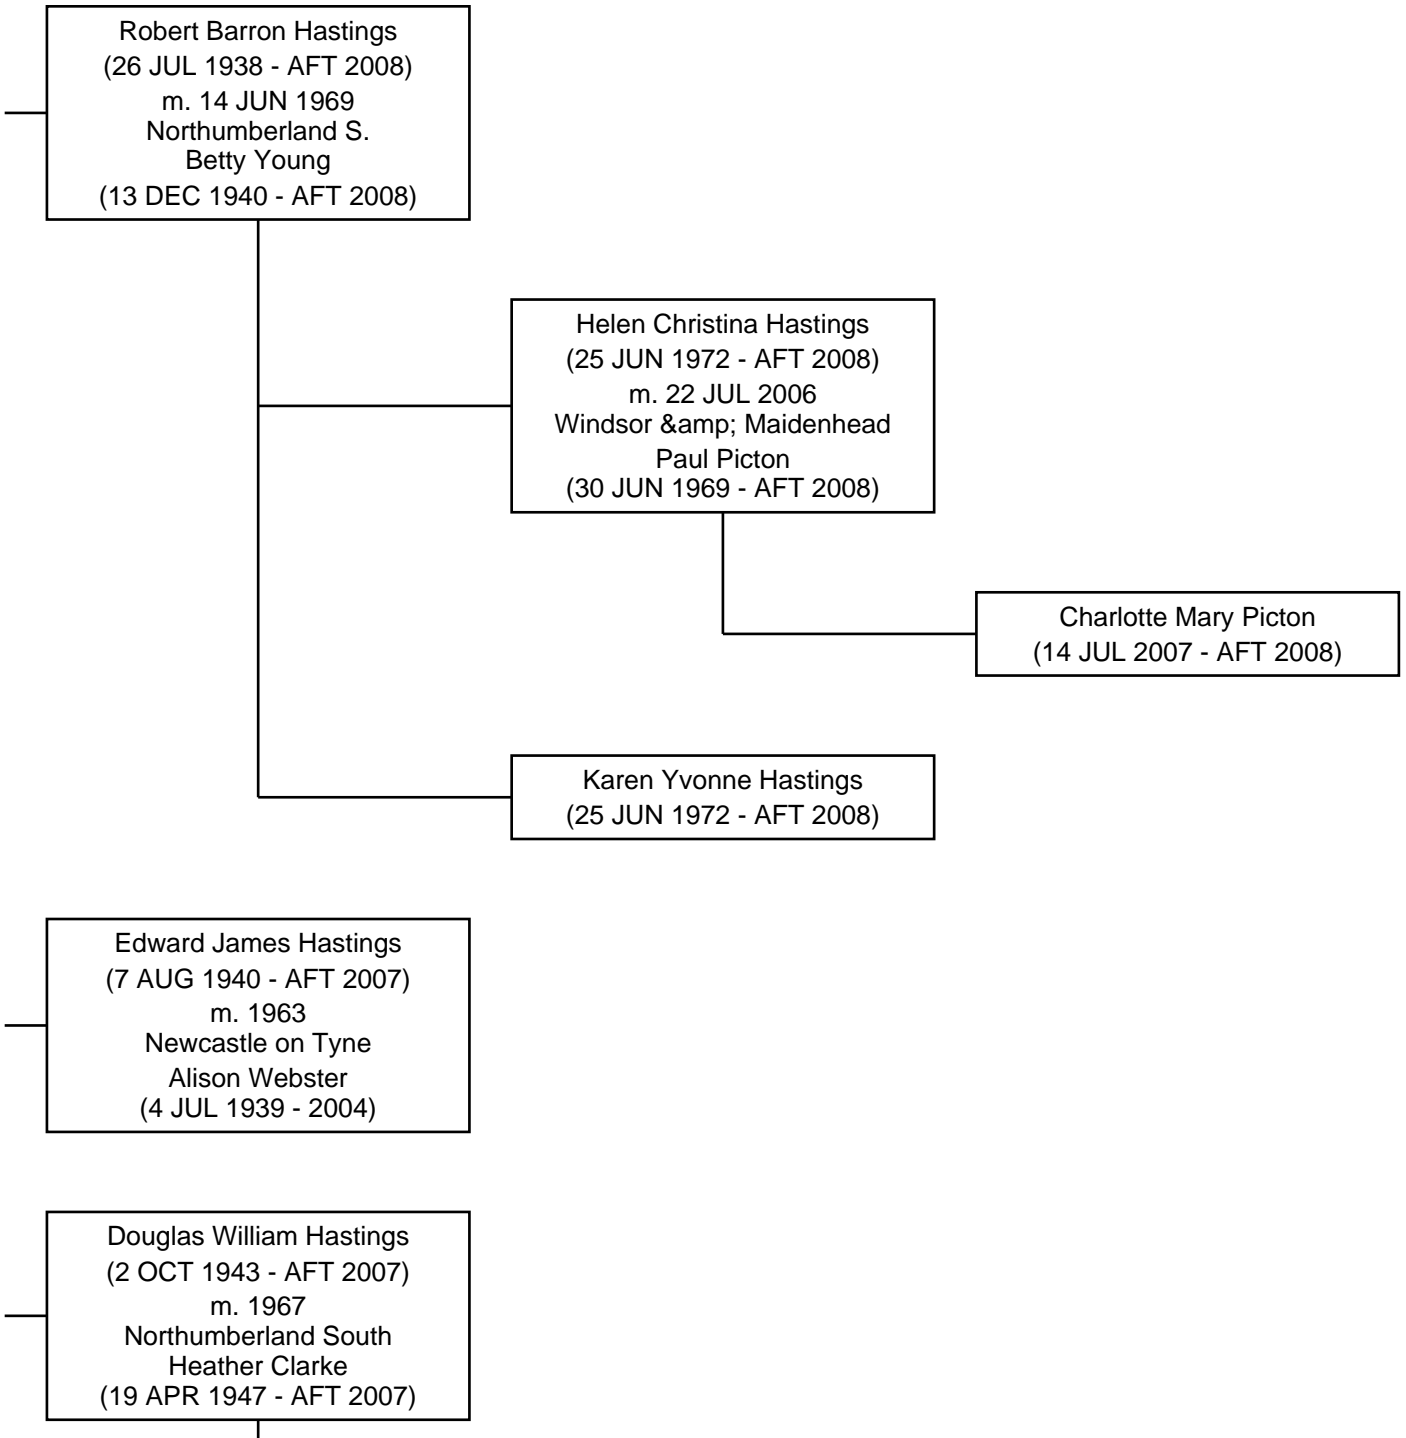 Robert Barron Hastings
(26 JUL 1938 - AFT 2008)
m. 14 JUN 1969
Northumberland S.
Betty Young
(13 DEC 1940 - AFT 2008)
Helen Christina Hastings
(25 JUN 1972 - AFT 2008)
m. 22 JUL 2006
Windsor &amp; Maidenhead
Paul Picton
(30 JUN 1969 - AFT 2008)
Charlotte Mary Picton
(14 JUL 2007 - AFT 2008)
Karen Yvonne Hastings
(25 JUN 1972 - AFT 2008)
Edward James Hastings
(7 AUG 1940 - AFT 2007)
m. 1963
Newcastle on Tyne
Alison Webster
(4 JUL 1939 - 2004)
Douglas William Hastings
(2 OCT 1943 - AFT 2007)
m. 1967
Northumberland South
Heather Clarke
(19 APR 1947 - AFT 2007)